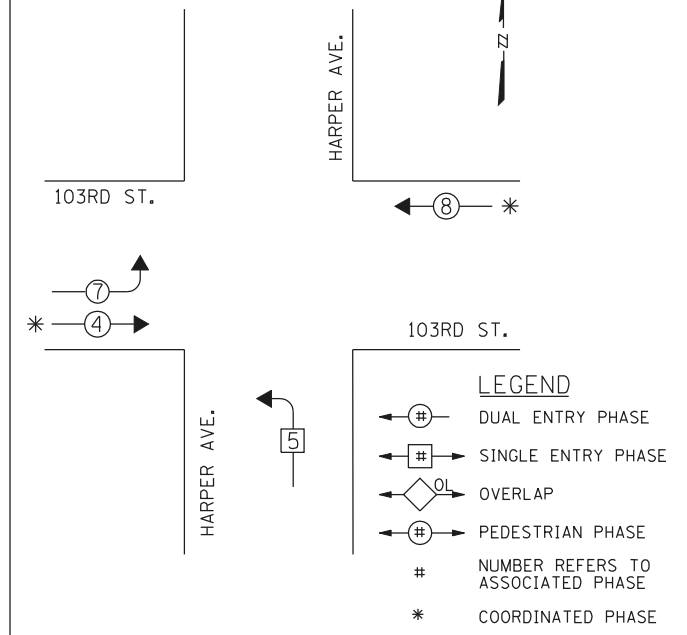 HARPER AVE.
N
103RD ST.
8
*
7
*
4
103RD ST.
HARPER AVE.
5
LEGEND
# DUAL ENTRY PHASE
# SINGLE ENTRY PHASE
OL OVERLAP
# PEDESTRIAN PHASE
# NUMBER REFERS TO
ASSOCIATED PHASE
* COORDINATED PHASE